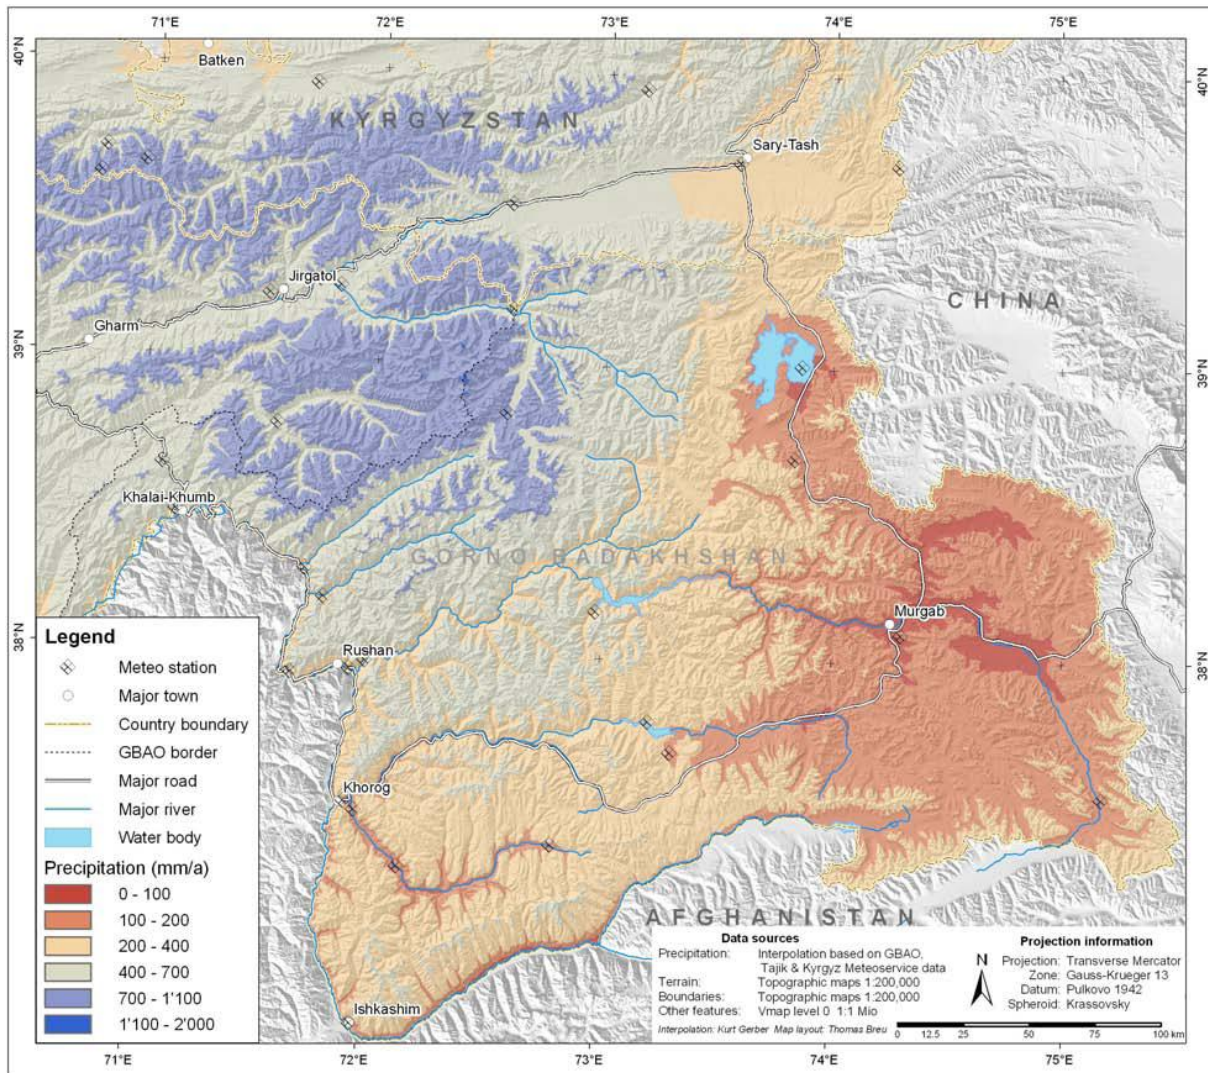 71°E 72°E 73°E 74°E 75°E
40°N
40°N
Batken
KYRGYZSTAN
Sary-Tash
Jirgatol
CHINA
Gharm
39°N
39°N
Khalai-Khumb
GORNO BADAKHSHAN
Murgab
38°N
38°N
Rushan
Khorog
AFGHANISTAN
Ishkashim
Legend
Meteo station
Major town
Country boundary
GBAO border
Major road
Major river
Water body
Precipitation (mm/a)
0 - 100
100 - 200
200 - 400
400 - 700
700 - 1'100
1'100 - 2'000
Data sources
Precipitation: Interpolation based on GBAO,
Tajik & Kyrgyz Meteoservice data
Terrain: Topographic maps 1:200,000
Boundaries: Topographic maps 1:200,000
Other features: Vmap level 0 1:1 Mio
Interpolation: Kurt Gerber Map layout: Thomas Breu
N
Projection information
Projection: Transverse Mercator
Zone: Gauss-Krueger 13
Datum: Pulkovo 1942
Spheroid: Krassovsky
0 12.5 25 50 75 100 km
71°E 72°E 73°E 74°E 75°E